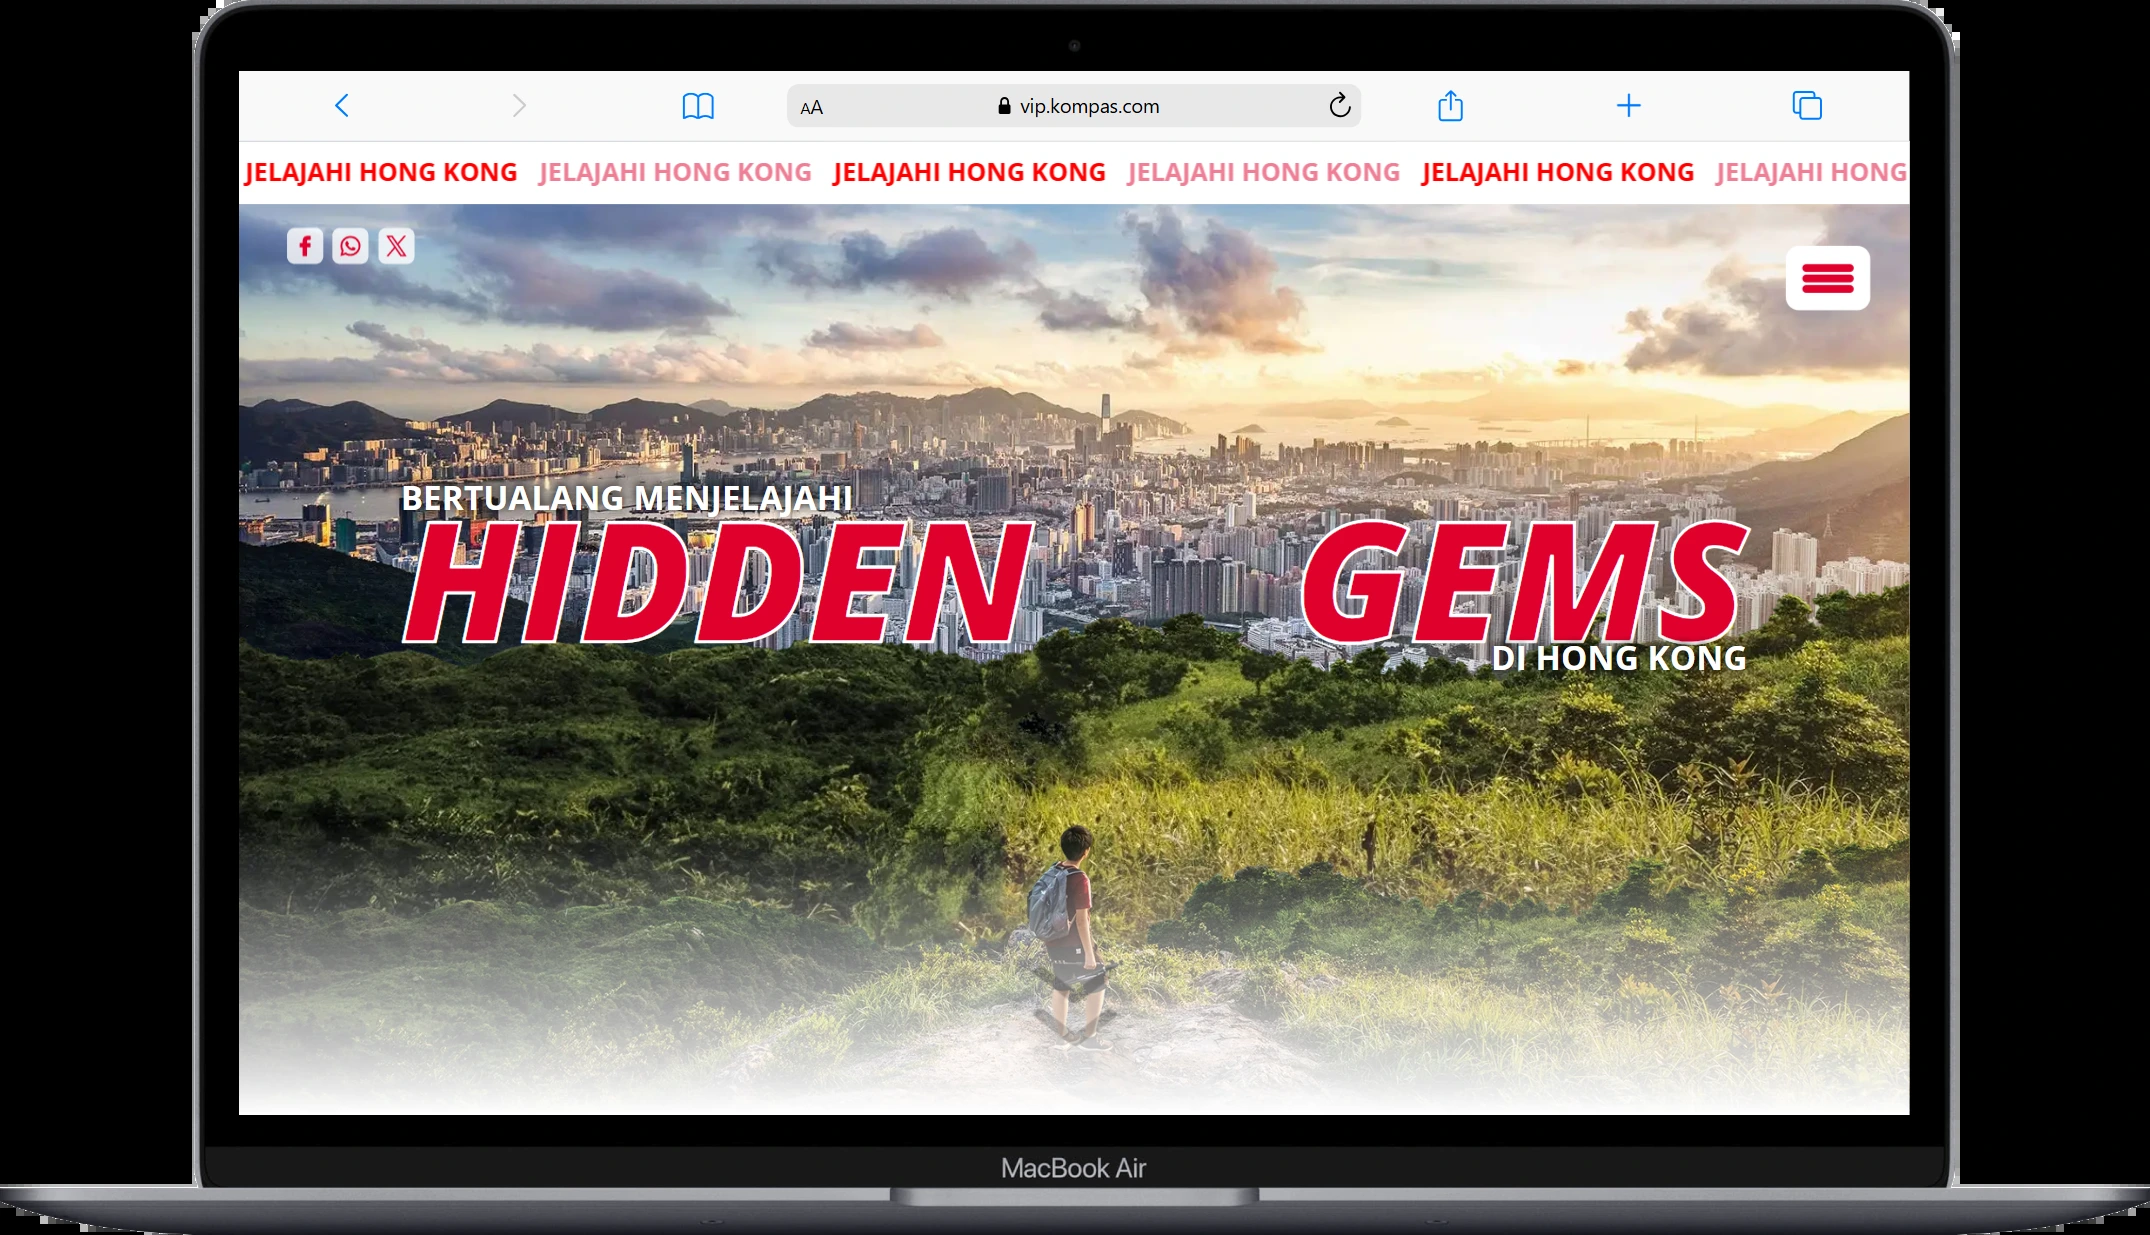 AA vip.kompas.com
JELAJAHI HONG KONG JELAJAHI HONG KONG JELAJAHI HONG KONG JELAJAHI HONG KONG JELAJAHI HONG KONG JELAJAHI HONG
BERTUALANG MENJELAJAHI
HIDDEN GEMS
DI HONG KONG
MacBook Air